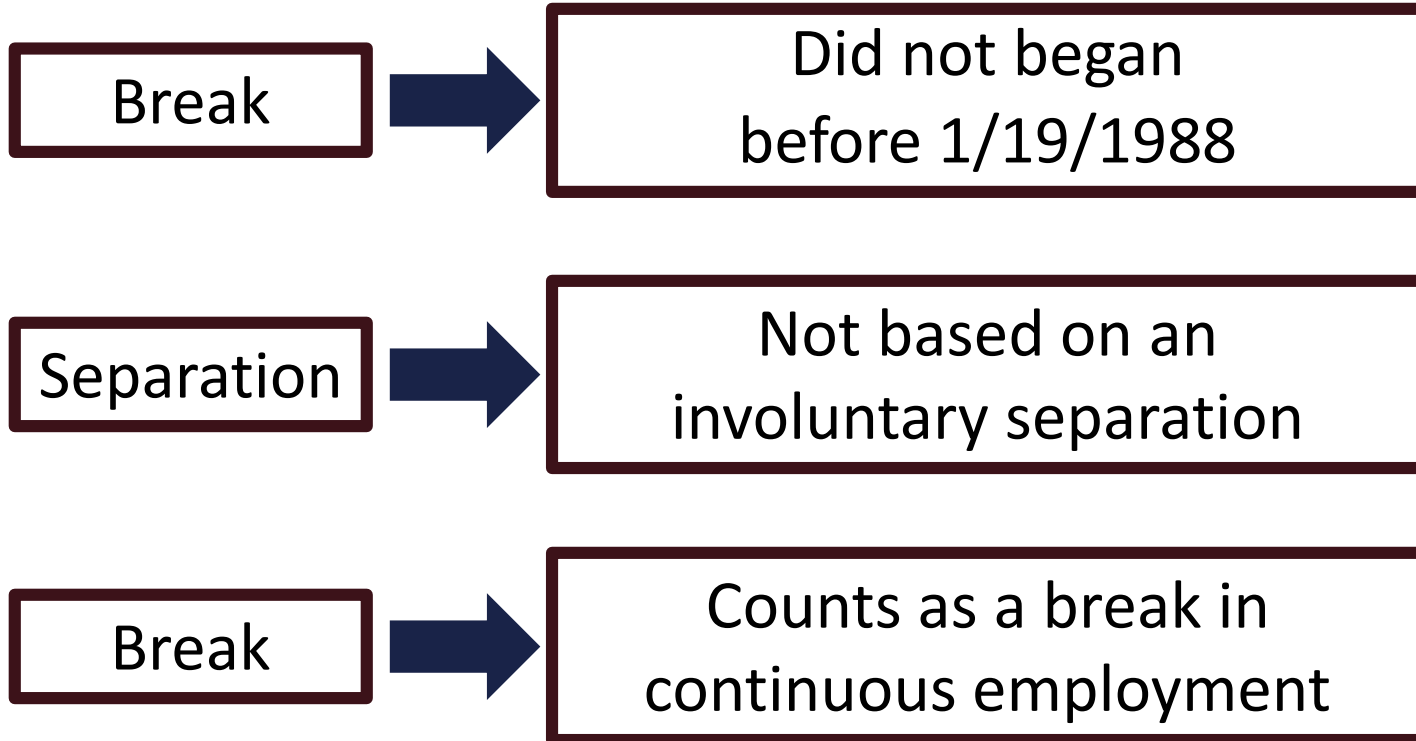 Break
Did not began
before 1/19/1988
Separation
Not based on an
involuntary separation
Break
Counts as a break in
continuous employment